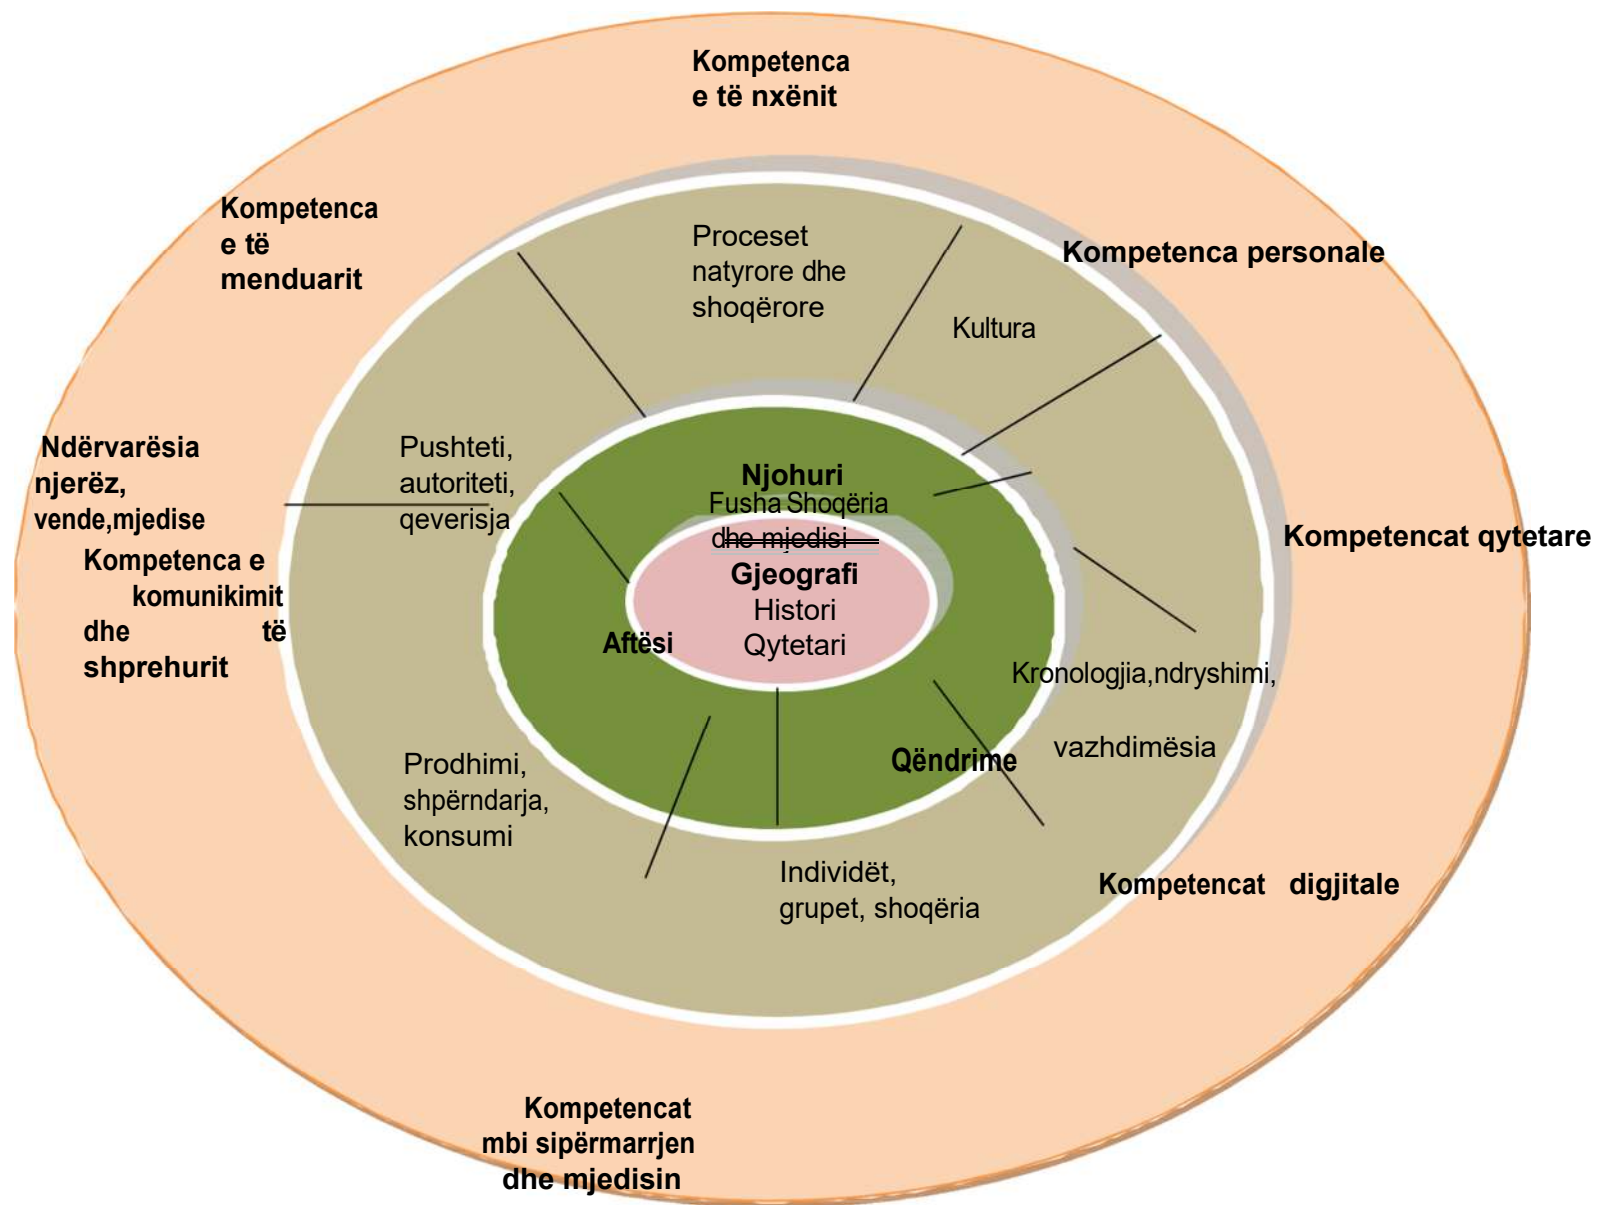 Kompetenca
e të nxënit
Kompetenca
e të
menduarit
Kompetenca personale
Proceset
natyrore dhe
shoqërore
Kultura
Ndërvarësia
njerëz,
vende,mjedise
Pushteti,
autoriteti,
qeverisja
Njohuri
Fusha Shoqëria
dhe mjedisi
Gjeografi
Histori
Qytetari
Kompetencat qytetare
Kompetenca e
komunikimit
dhe të
shprehurit
Aftësi
Kronologjia,ndryshimi,
vazhdimësia
Qëndrime
Prodhimi,
shpërndarja,
konsumi
Individët,
grupet, shoqëria
Kompetencat digjitale
Kompetencat
mbi sipërmarrjen
dhe mjedisin